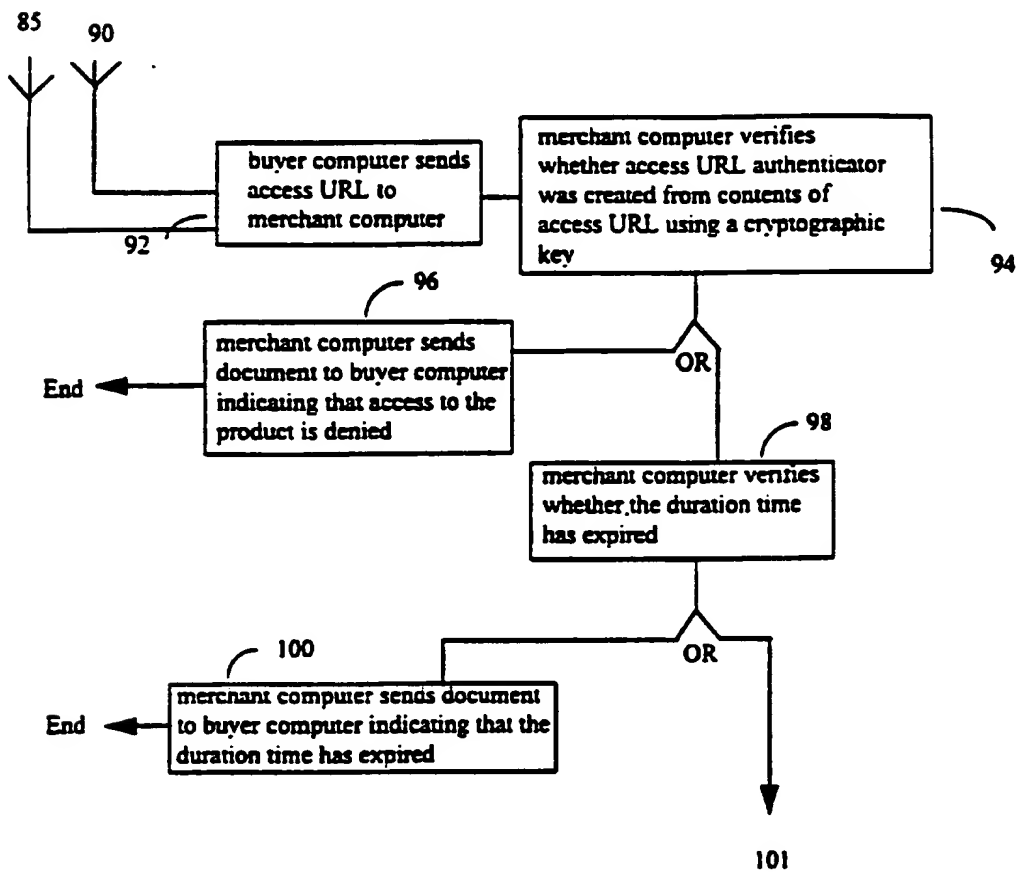 85
90
buyer computer sends
access URL to
merchant computer
92
merchant computer verifies
whether access URL authenticator
was created from contents of
access URL using a cryptographic
key
94
96
merchant computer sends
document to buyer computer
indicating that access to the
product is denied
End
OR
98
merchant computer verifies
whether the duration time
has expired
OR
100
merchant computer sends document
to buyer computer indicating that the
duration time has expired
End
101